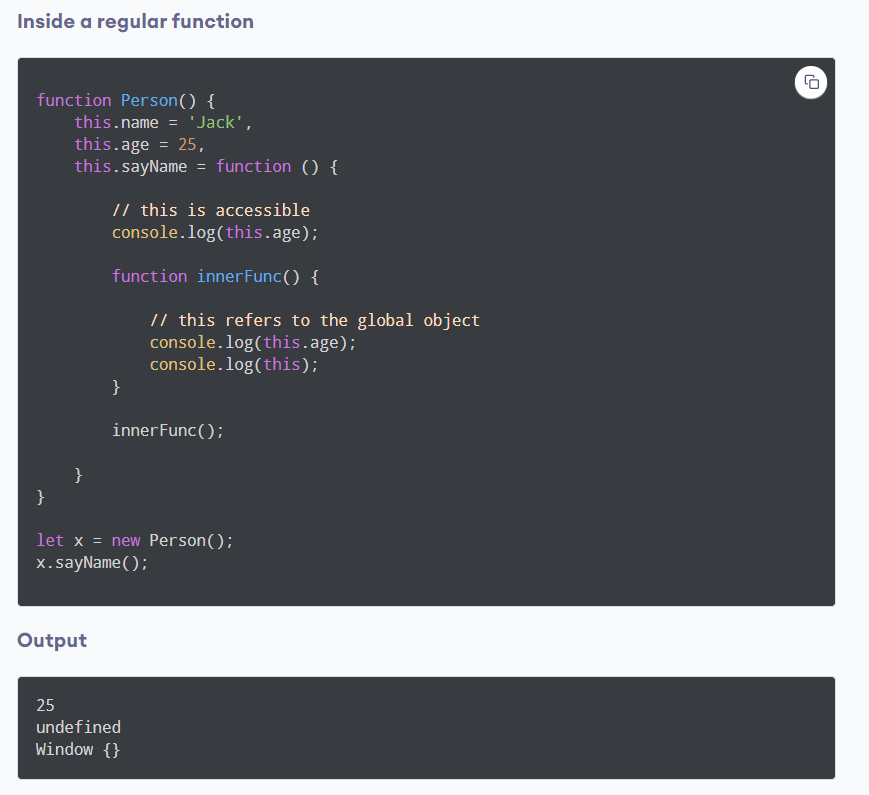 Inside a regular function
function Person() {
    this.name = 'Jack',
    this.age = 25,
    this.sayName = function () {
        // this is accessible
        console.log(this.age);
        function innerFunc() {
            // this refers to the global object
            console.log(this.age);
            console.log(this);
        }
        innerFunc();
    }
}
let x = new Person();
x.sayName();
Output
25
undefined
Window {}